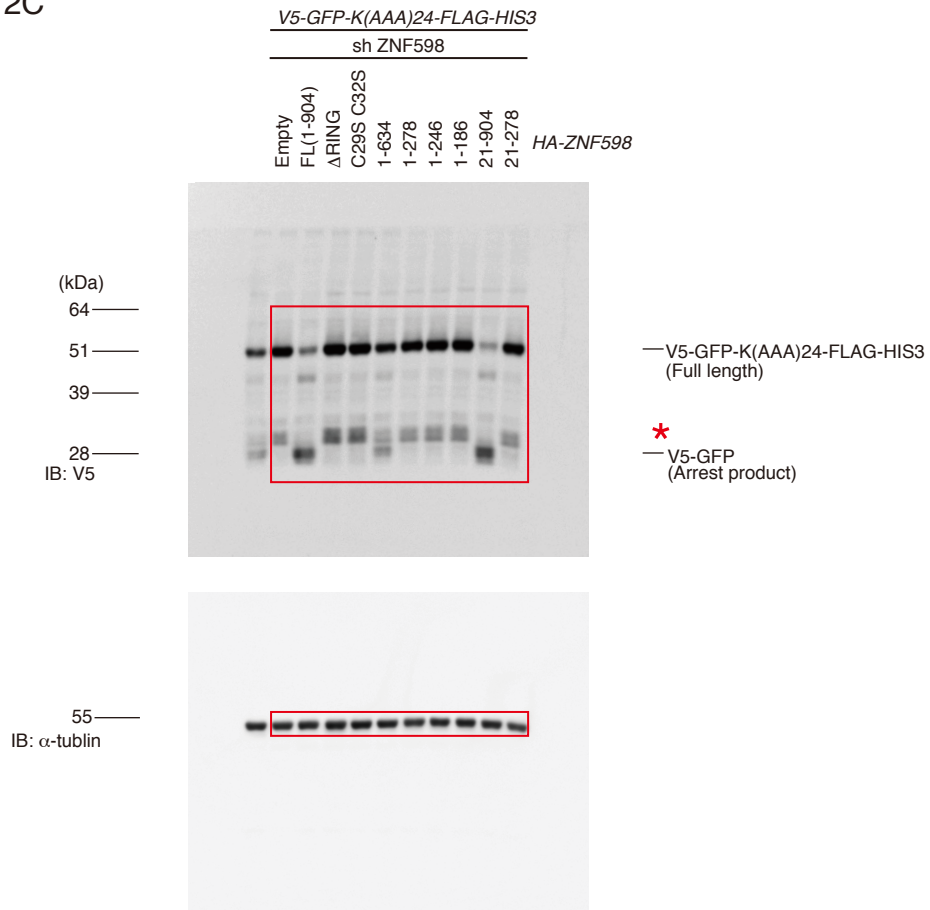 2C
V5-GFP-K(AAA)24-FLAG-HIS3
sh ZNF598
Empty
FL(1-904)
ΔRING
C29S C32S
1-634
1-278
1-246
1-186
21-904
21-278
HA-ZNF598
(kDa)
64
51
39
28
IB: V5
V5-GFP-K(AAA)24-FLAG-HIS3
(Full length)
*
V5-GFP
(Arrest product)
55
IB: α-tublin